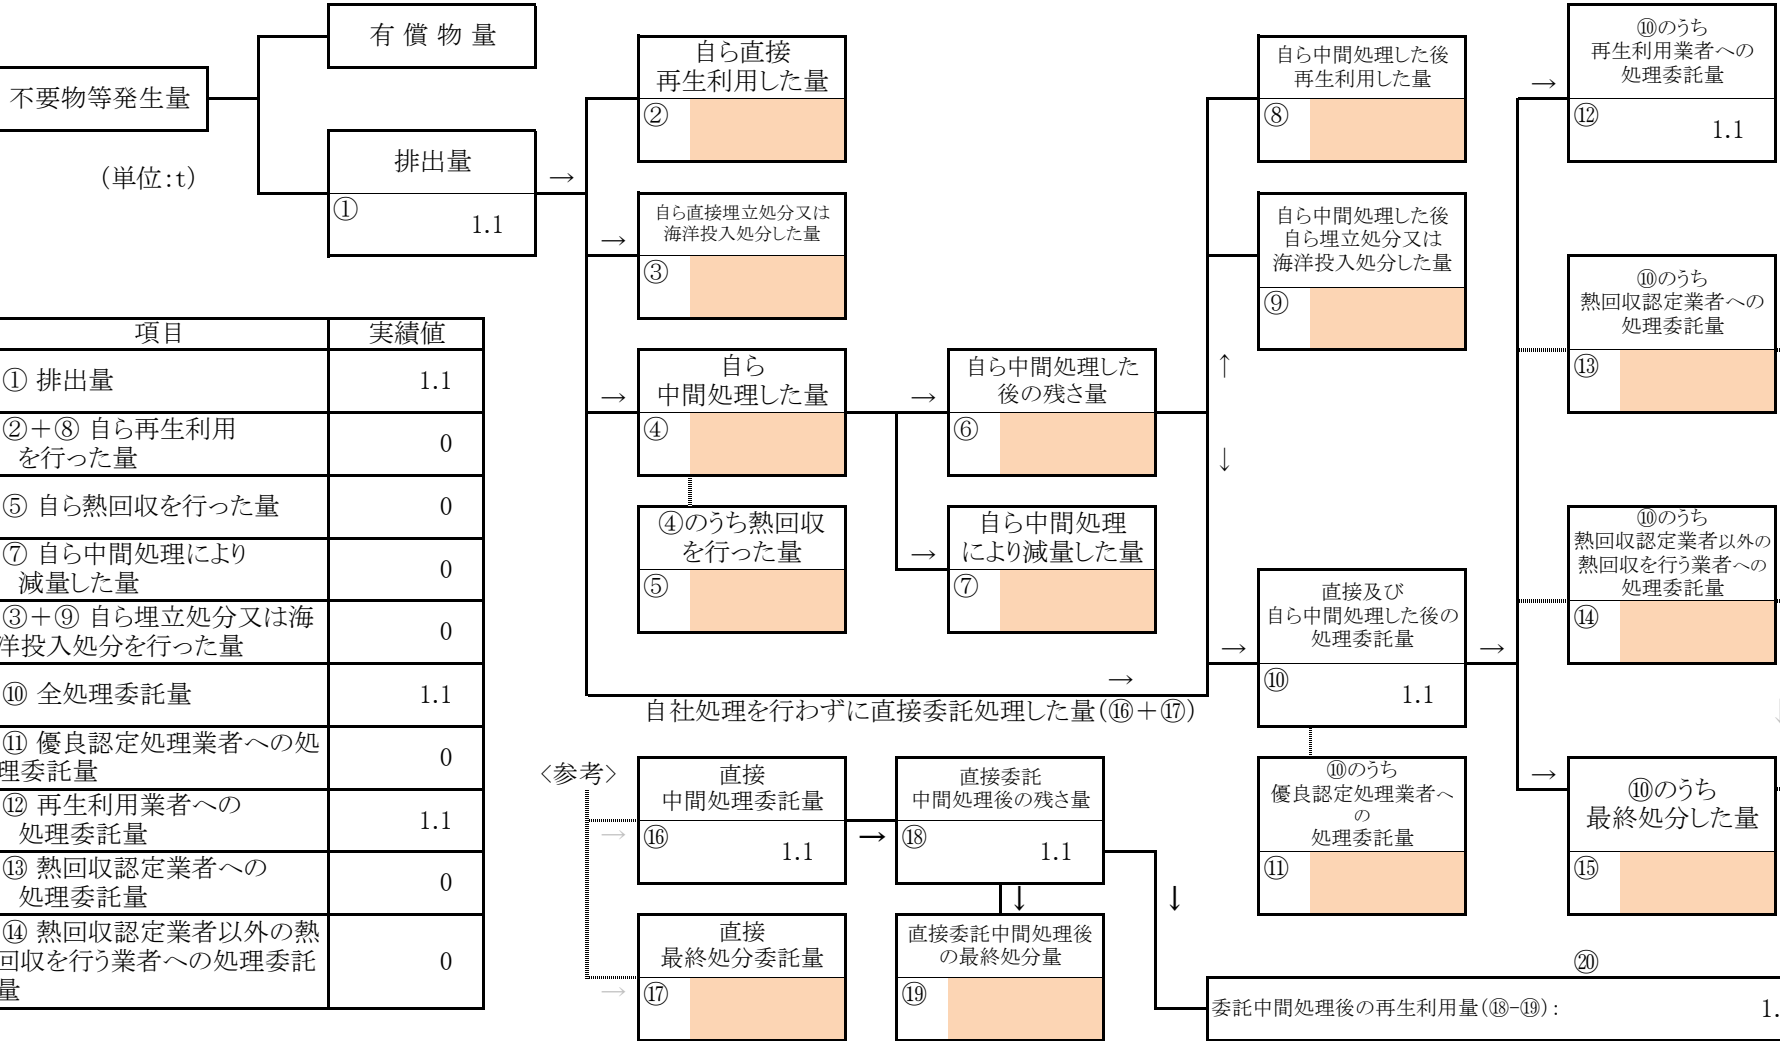 有 償 物 量
不要物等発生量
(単位:t)
排出量
①
1.1
→
自ら直接
再生利用した量
②
→
自ら直接埋立処分又は
海洋投入処分した量
③
→
自ら
中間処理した量
④
④のうち熱回収
を行った量
⑤
→
自ら中間処理した
後の残さ量
⑥
→
自ら中間処理
により減量した量
⑦
↑
↓
自ら中間処理した後
再生利用した量
⑧
自ら中間処理した後
自ら埋立処分又は
海洋投入処分した量
⑨
→
直接及び
自ら中間処理した後の
処理委託量
⑩
1.1
→
自社処理を行わずに直接委託処理した量(⑯+⑰)
⑩のうち
優良認定処理業者へ
の
処理委託量
⑪
→
→
⑩のうち
再生利用業者への
処理委託量
⑫
1.1
⑩のうち
熱回収認定業者への
処理委託量
⑬
⑩のうち
熱回収認定業者以外の
熱回収を行う業者への
処理委託量
⑭
→
⑩のうち
最終処分した量
⑮
項目 実績値
① 排出量 1.1
②+⑧ 自ら再生利用
を行った量 0
⑤ 自ら熱回収を行った量 0
⑦ 自ら中間処理により
減量した量 0
③+⑨ 自ら埋立処分又は海
洋投入処分を行った量 0
⑩ 全処理委託量 1.1
⑪ 優良認定処理業者への処
理委託量 0
⑫ 再生利用業者への
処理委託量 1.1
⑬ 熱回収認定業者への
処理委託量 0
⑭ 熱回収認定業者以外の熱
回収を行う業者への処理委託
量 0
〈参考〉
→
直接
中間処理委託量
⑯
1.1
→
直接委託
中間処理後の残さ量
⑱
1.1
↓
↓
→
直接
最終処分委託量
⑰
直接委託中間処理後
の最終処分量
⑲
⑳
委託中間処理後の再生利用量(⑱-⑲): 1.